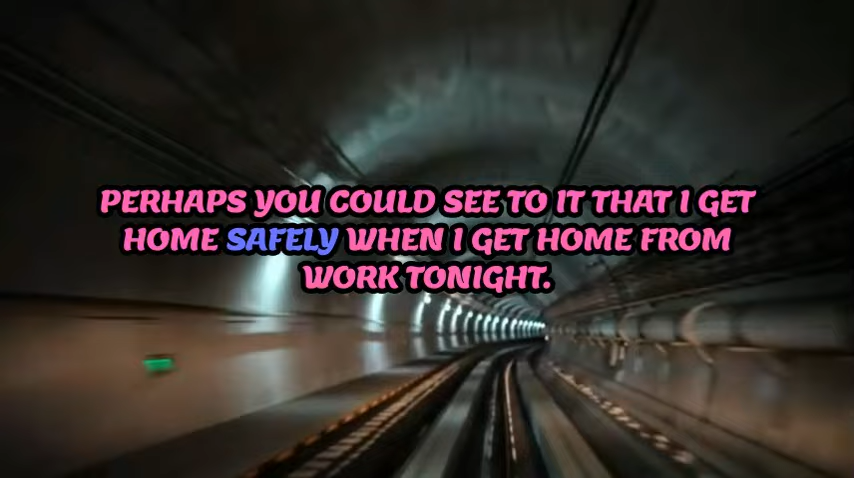 PERHAPS YOU COULD SEE TO IT THAT I GET
HOME SAFELY WHEN I GET HOME FROM
WORK TONIGHT.